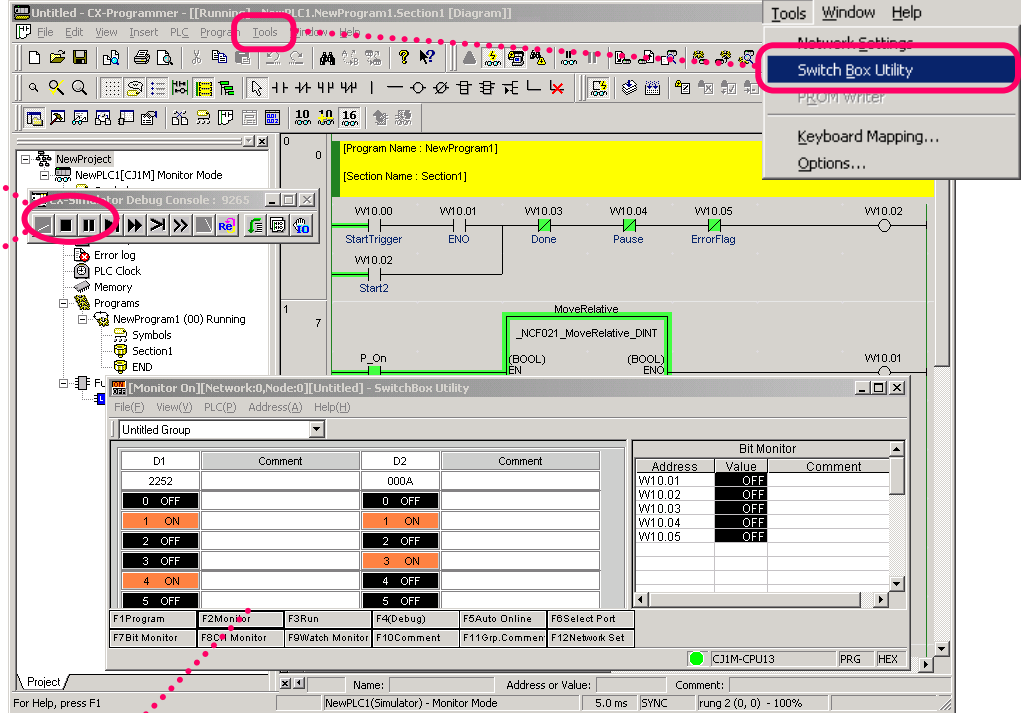 Untitled - CX-Programmer - [[Running] - NewPLC1.NewProgram1.Section1 [Diagram]]
File Edit View Insert PLC Program Tools Window Help
Tools Window Help
Network Settings
Switch Box Utility
PROM Writer
Keyboard Mapping...
Options...
10 10 16
NewProject
NewPLC1[CJ1M] Monitor Mode
Symbols
CX-Simulator Debug Console : 9265
Error log
PLC Clock
Memory
Programs
NewProgram1 (00) Running
Symbols
Section1
END
Fu
0
0
[Program Name : NewProgram1]
[Section Name : Section1]
W10.00 W10.01 W10.03 W10.04 W10.05 W10.02
StartTrigger ENO Done Pause ErrorFlag
W10.02
Start2
1
7
MoveRelative
_NCF021_MoveRelative_DINT
P_On (BOOL) (BOOL) W10.01
EN ENO
[Monitor On][Network:0,Node:0][Untitled] - SwitchBox Utility
File(F) View(V) PLC(P) Address(A) Help(H)
Untitled Group
D1 Comment D2 Comment
2252 000A
0 OFF 0 OFF
1 ON 1 ON
2 OFF 2 OFF
3 OFF 3 ON
4 ON 4 OFF
5 OFF 5 OFF
Bit Monitor
Address Value Comment
W10.01 OFF
W10.02 OFF
W10.03 OFF
W10.04 OFF
W10.05 OFF
F1Program F2Monitor F3Run F4(Debug) F5Auto Online F6Select Port
F7Bit Monitor F8CH Monitor F9Watch Monitor F10Comment F11Grp.Commen F12Network Set
CJ1M-CPU13 PRG HEX
Project
Name: Address or Value: Comment:
For Help, press F1
NewPLC1(Simulator) - Monitor Mode 5.0 ms SYNC rung 2 (0, 0) - 100%